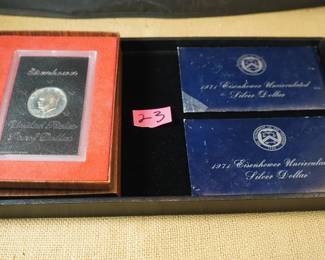 Eisenhower
United States
Proof Dollar
23
1971 Eisenhower Uncirculated
Silver Dollar
1971 Eisenhower Uncirculated
Silver Dollar